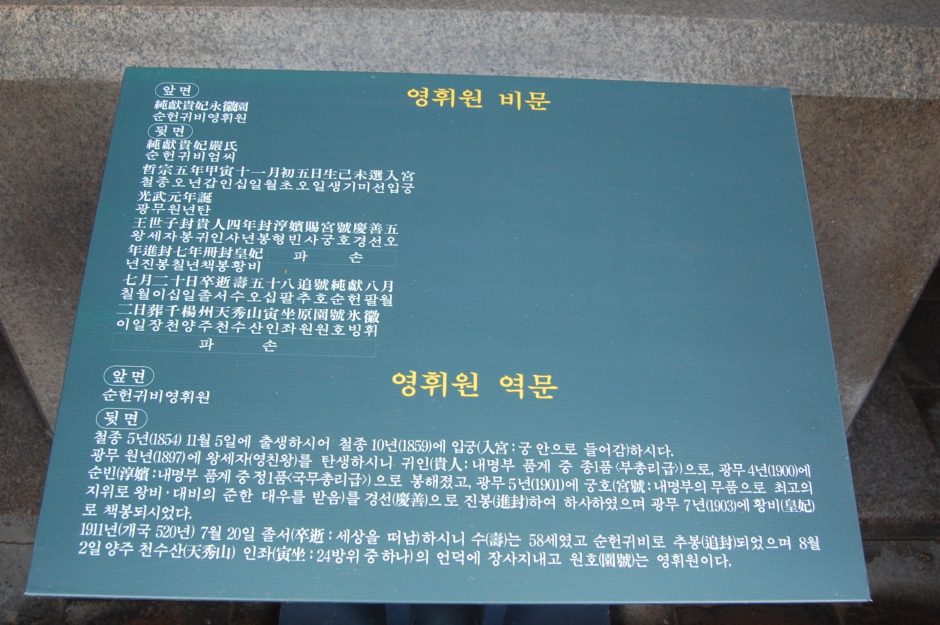 영휘원 비문
앞면
純獻貴妃永徽園
순헌귀비영휘원
뒷면
純獻貴妃嚴氏
순헌귀비엄씨
哲宗五年甲寅十一月初五日生己未選入宮
철종오년갑인십일월초오일생기미선입궁
光武元年誕
광무원년탄
王世子封貴人四年封淳嬪賜宮號慶善五
왕세자봉귀인사년봉형빈사궁호경선오
年進封七年冊封皇妃 파 손
년진봉칠년책봉황비
七月二十日卒逝壽五十八追號純獻八月
칠월이십일졸서수오십팔추호순헌팔월
二日葬千楊州天秀山寅坐原園號氷徽
이일장천양주천수산인좌원원호빙휘
파 손
영휘원 역문
앞면
순헌귀비영휘원
뒷면
철종 5년(1854) 11월 5일에 출생하시어 철종 10년(1859)에 입궁(入宮:궁 안으로 들어감)하시다.
광무 원년(1897)에 왕세자(영친왕)를 탄생하시니 귀인(貴人:내명부 품계 중 종1품〈부총리급〉)으로, 광무 4년(1900)에
순빈(淳嬪:내명부 품계 중 정1품〈국무총리급〉)으로 봉해졌고, 광무 5년(1901)에 궁호(宮號:내명부의 무품으로 최고의
지위로 왕비·대비의 준한 대우를 받음)를 경선(慶善)으로 진봉(進封)하여 하사하였으며 광무 7년(1903)에 황비(皇妃)
로 책봉되시었다.
1911년(개국 520년) 7월 20일 졸서(卒逝:세상을 떠남)하시니 수(壽)는 58세였고 순헌귀비로 추봉(追封)되었으며 8월
2일 양주 천수산(天秀山) 인좌(寅坐:24방위 중 하나)의 언덕에 장사지내고 원호(園號)는 영휘원이다.